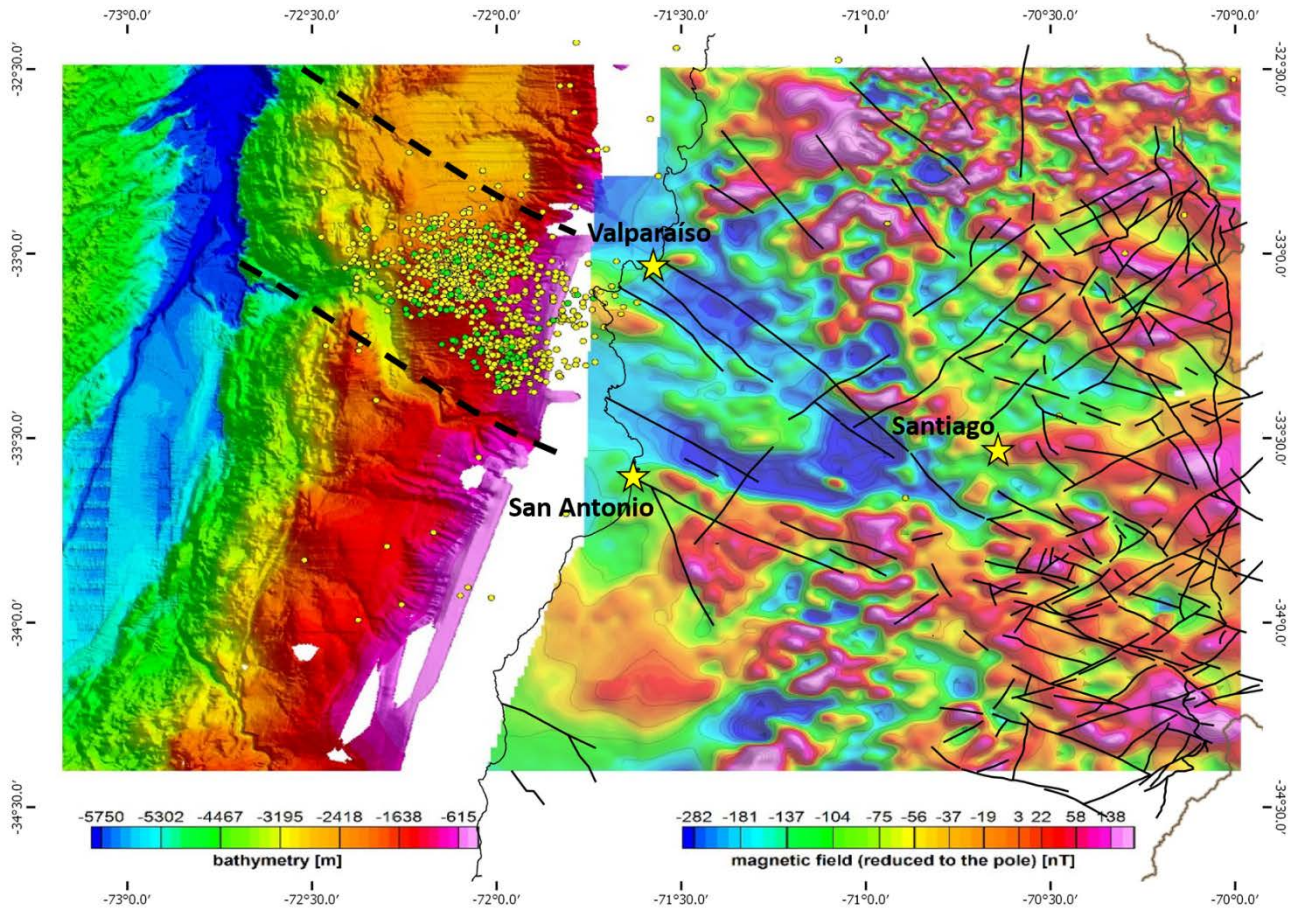 -73°0.0' -72°30.0' -72°0.0' -71°30.0' -71°0.0' -70°30.0' -70°0.0'
-32°30.0' -32°30.0'
Valparaíso
-33°0.0' -33°0.0'
Santiago
-33°30.0' -33°30.0'
San Antonio
-34°0.0' -34°0.0'
-34°30.0' -34°30.0'
-5750 -5302 -4467 -3195 -2418 -1638 -615
bathymetry [m]
-282 -181 -137 -104 -75 -56 -37 -19 3 22 58 138
magnetic field (reduced to the pole) [nT]
-73°0.0' -72°30.0' -72°0.0' -71°30.0' -71°0.0' -70°30.0' -70°0.0'